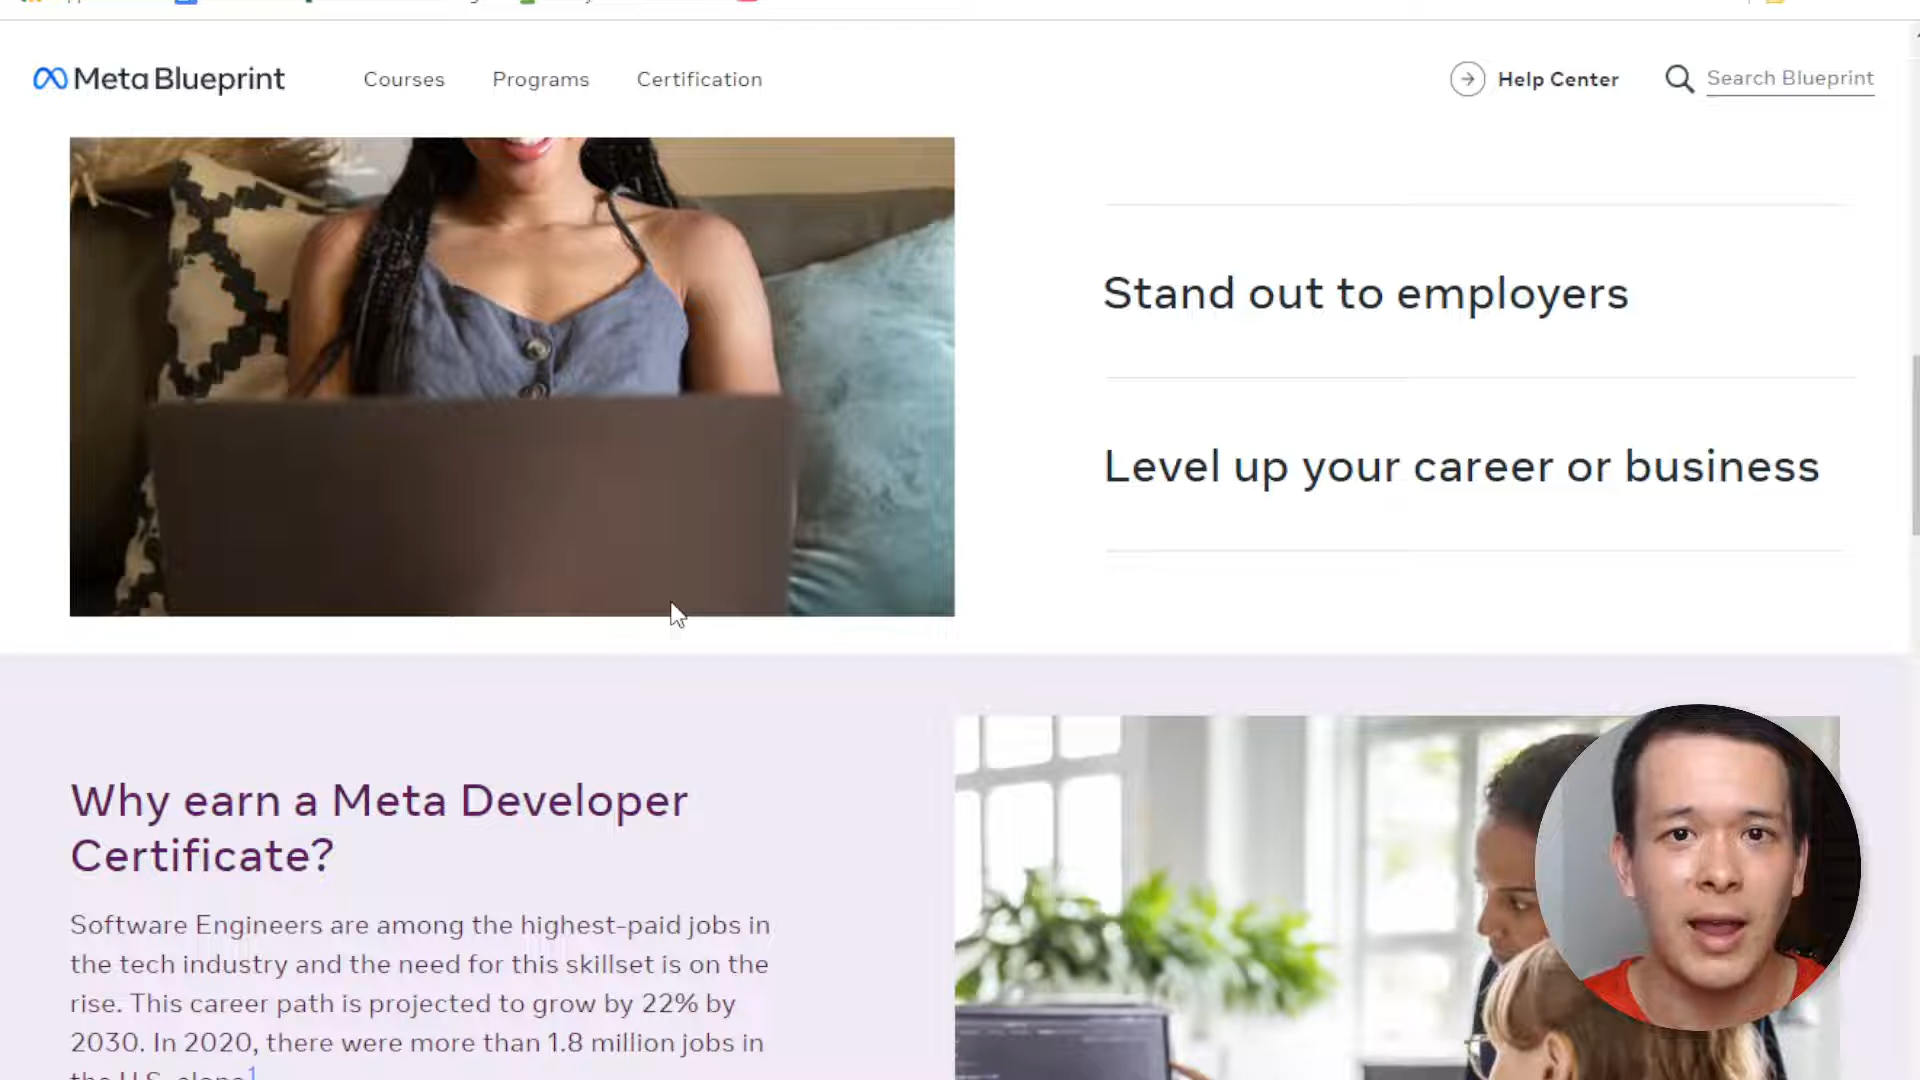 Meta Blueprint
Courses
Programs
Certification
Help Center
Search Blueprint
Stand out to employers
Level up your career or business
Why earn a Meta Developer
Certificate?
Software Engineers are among the highest-paid jobs in
the tech industry and the need for this skillset is on the
rise. This career path is projected to grow by 22% by
2030. In 2020, there were more than 1.8 million jobs in
the U.S. alone¹